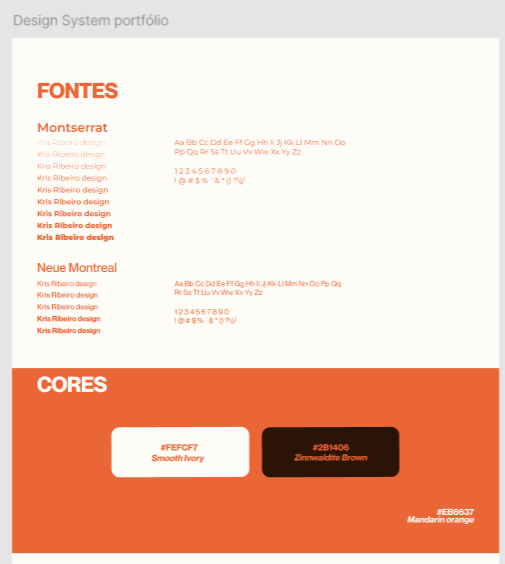 Design System portfólio
FONTES
Montserrat
Kris Ribeiro design
Kris Ribeiro design
Kris Ribeiro design
Kris Ribeiro design
Kris Ribeiro design
Kris Ribeiro design
Kris Ribeiro design
Kris Ribeiro design
Kris Ribeiro design
Aa Bb Cc Dd Ee Ff Gg Hh Ii Jj Kk Ll Mm Nn Oo
Pp Qq Rr Ss Tt Uu Vv Ww Xx Yy Zz
1 2 3 4 5 6 7 8 9 0
Neue Montreal
Kris Ribeiro design
Kris Ribeiro design
Kris Ribeiro design
Kris Ribeiro design
Kris Ribeiro design
Aa Bb Cc Dd Ee Ff Gg Hh Ii Jj Kk Ll Mm Nn Oo Pp Qq
Rr Ss Tt Uu Vv Ww Xx Yy Zz
1 2 3 4 5 6 7 8 9 0
CORES
#FEFCF7
Smooth Ivory
#2B1406
Zinnwaldite Brown
#EB6637
Mandarin orange